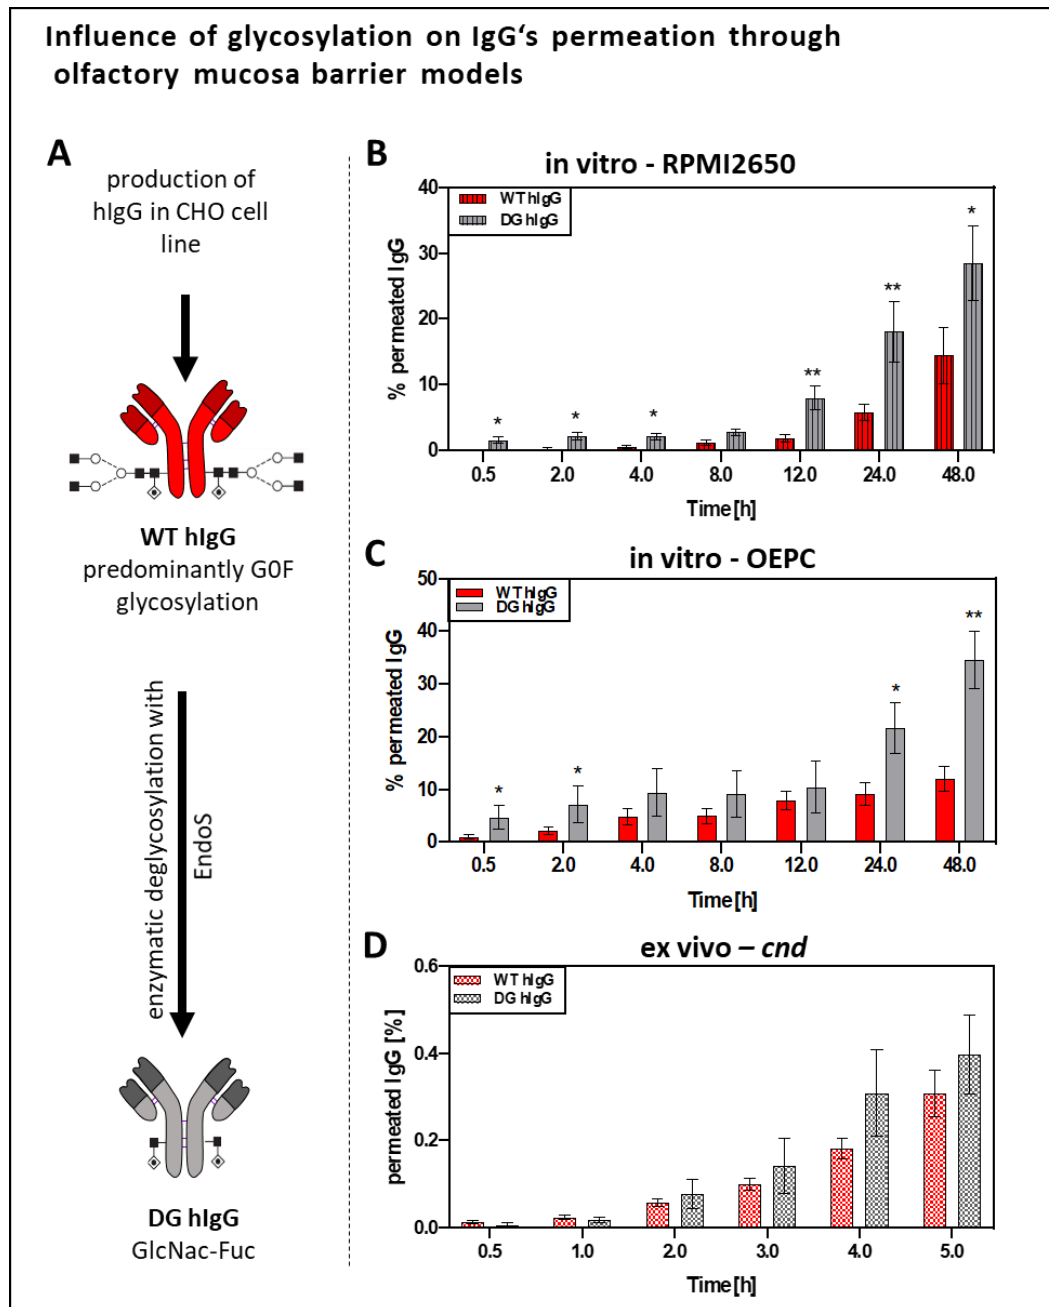 Influence of glycosylation on IgG‘s permeation through
olfactory mucosa barrier models
A
production of
hIgG in CHO cell
line
WT hIgG
predominantly G0F
glycosylation
enzymatic deglycosylation with
EndoS
DG hIgG
GlcNac-Fuc
B
in vitro - RPMI2650
% permeated IgG
40
30
20
10
0
WT hIgG
DG hIgG
* * * ** ** *
0.5 2.0 4.0 8.0 12.0 24.0 48.0
Time[h]
C
in vitro - OEPC
% permeated IgG
50
40
30
20
10
0
WT hIgG
DG hIgG
* * * **
0.5 2.0 4.0 8.0 12.0 24.0 48.0
Time[h]
D
ex vivo – cnd
permeated IgG [%]
0.6
0.4
0.2
0.0
WT hIgG
DG hIgG
0.5 1.0 2.0 3.0 4.0 5.0
Time[h]